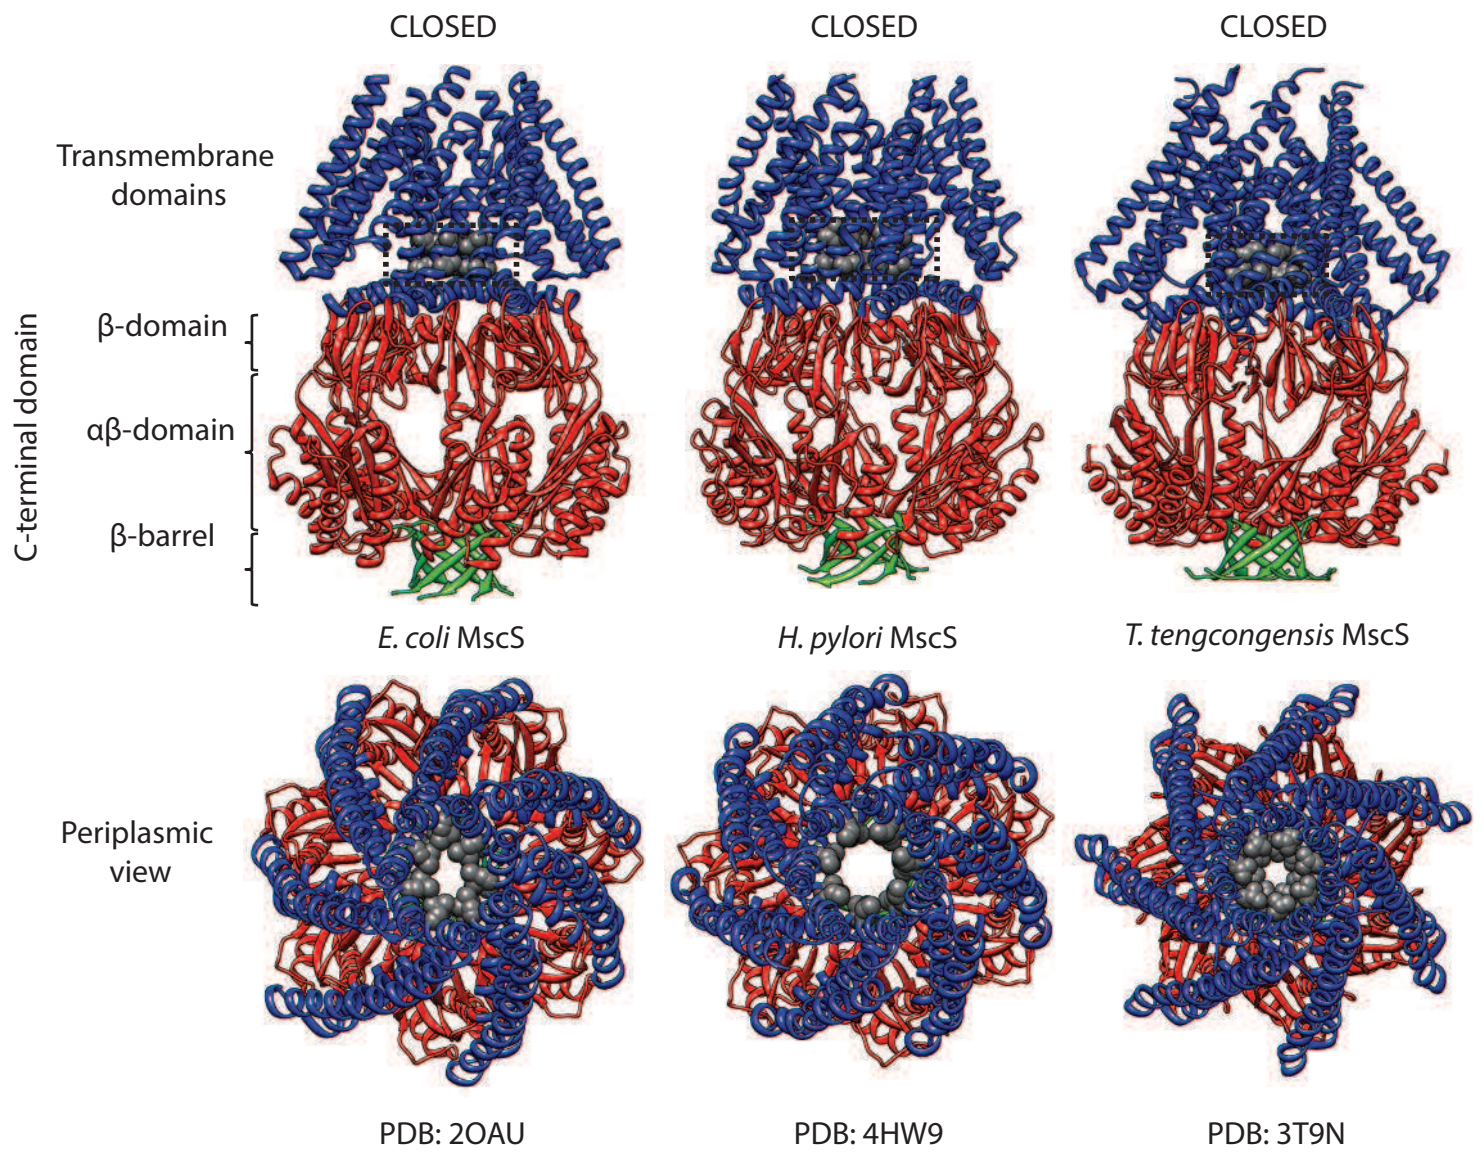 CLOSED
CLOSED
CLOSED
Transmembrane
domains
C-terminal domain
β-domain
αβ-domain
β-barrel
E. coli MscS
H. pylori MscS
T. tengcongensis MscS
Periplasmic
view
PDB: 2OAU
PDB: 4HW9
PDB: 3T9N